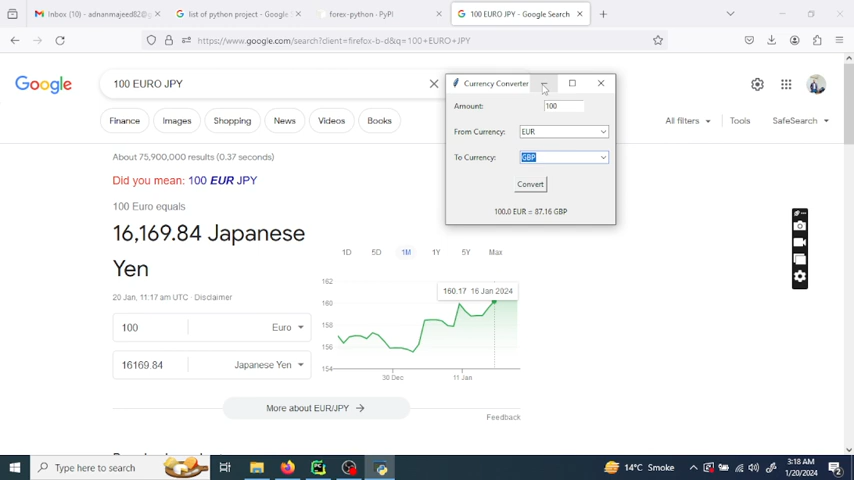 Inbox (10) - adnanmajeed82@g
list of python project - Google
forex-python · PyPI
100 EURO JPY - Google Search
https://www.google.com/search?client=firefox-b-d&q=100+EURO+JPY
Google
100 EURO JPY
Finance
Images
Shopping
News
Videos
Books
All filters
Tools
SafeSearch
About 75,900,000 results (0.37 seconds)
Did you mean: 100 EUR JPY
100 Euro equals
16,169.84 Japanese
Yen
20 Jan, 11:17 am UTC · Disclaimer
100
Euro
16169.84
Japanese Yen
1D
5D
1M
1Y
5Y
Max
162
160
158
156
154
160.17 16 Jan 2024
30 Dec
11 Jan
More about EUR/JPY
Feedback
Currency Converter
Amount:
100
From Currency:
EUR
To Currency:
GBP
Convert
100.0 EUR = 87.16 GBP
Type here to search
14°C Smoke
3:18 AM
1/20/2024
2